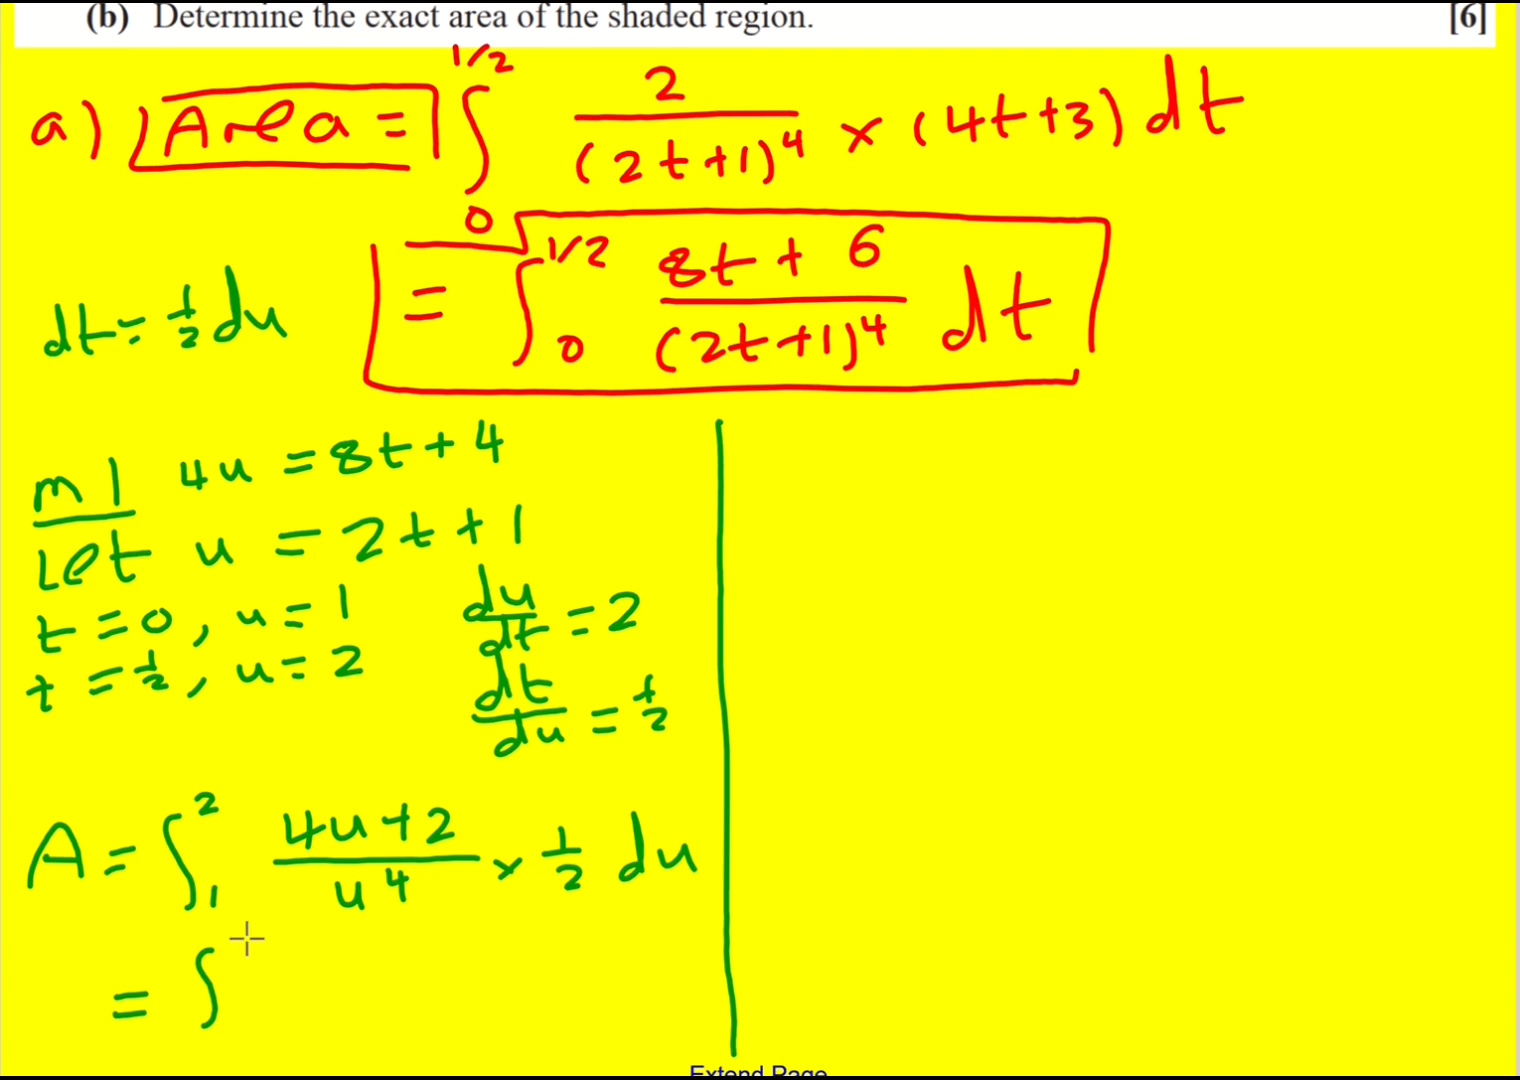 (b) Determine the exact area of the shaded region. [6]
a) Area = ∫₀^1/2 2/(2t+1)⁴ × (4t+3) dt
= ∫₀^1/2 (8t+6)/(2t+1)⁴ dt
dt = 1/2 du
m1 4u = 8t+4
Let u = 2t+1
t=0, u=1 du/dt = 2
t=1/2, u=2 dt/du = 1/2
A = ∫₁² (4u+2)/u⁴ × 1/2 du
= ∫
Extend Page